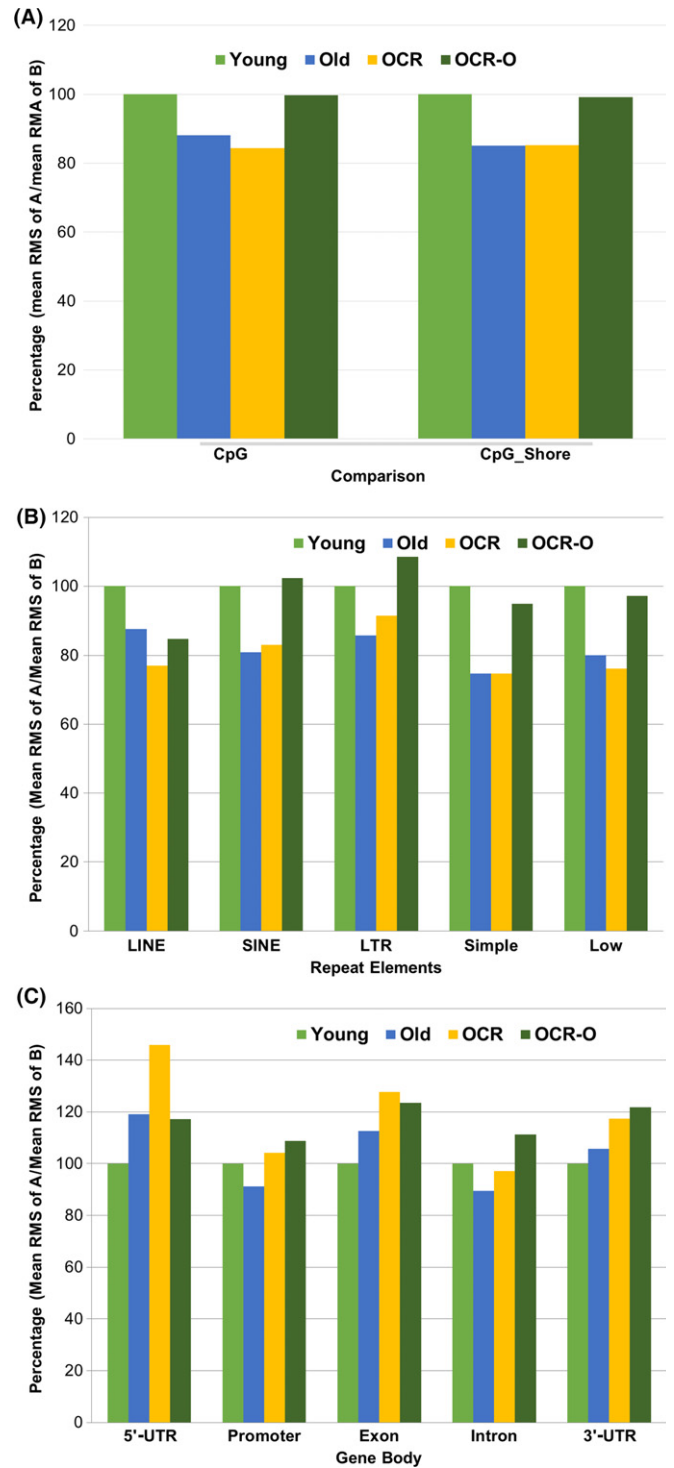 (A)
120
100
80
60
40
20
0
Percentage (mean RMS of A/mean RMA of B)
Young Old OCR OCR-O
CpG CpG_Shore
Comparison
(B)
120
100
80
60
40
20
0
Percentage (Mean RMS of A/Mean RMS of B)
Young Old OCR OCR-O
LINE SINE LTR Simple Low
Repeat Elements
(C)
160
140
120
100
80
60
40
20
0
Percentage (Mean RMS of A/Mean RMS of B)
Young Old OCR OCR-O
5'-UTR Promoter Exon Intron 3'-UTR
Gene Body